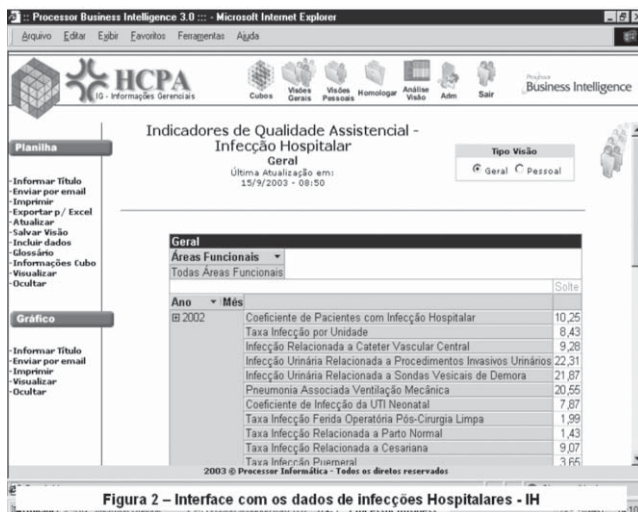 :: Processor Business Intelligence 3.0 ::: - Microsoft Internet Explorer
Arquivo Editar Exibir Favoritos Ferramentas Ajuda
HCPA
IG - Informações Gerenciais
Cubos
Visões Gerais
Visões Pessoais
Homologar
Análise Visão
Adm
Sair
Business Intelligence
Planilha
-Informar Título
-Enviar por email
-Imprimir
-Exportar p/ Excel
-Atualizar
-Salvar Visão
-Incluir dados
-Glossário
-Informações Cubo
-Visualizar
-Ocultar
Gráfico
-Informar Título
-Enviar por email
-Imprimir
-Visualizar
-Ocultar
Indicadores de Qualidade Assistencial -
Infecção Hospitalar
Geral
Última Atualização em:
15/9/2003 - 08:50
Tipo Visão
Geral Pessoal
Geral
Áreas Funcionais
Todas Áreas Funcionais
Solte
Ano Mês
2002 Coeficiente de Pacientes com Infecção Hospitalar 10,25
Taxa Infecção por Unidade 8,43
Infecção Relacionada a Cateter Vascular Central 9,28
Infecção Urinária Relacionada a Procedimentos Invasivos Urinários 22,31
Infecção Urinária Relacionada a Sondas Vesicais de Demora 21,87
Pneumonia Associada Ventilação Mecânica 20,55
Coeficiente de Infecção da UTI Neonatal 7,87
Taxa Infecção Ferida Operatória Pós-Cirurgia Limpa 1,99
Taxa Infecção Relacionada a Parto Normal 1,43
Taxa Infecção Relacionada a Cesariana 9,07
Taxa Infecção Puerperal 3,65
2003 © Processor Informática - Todos os diretos reservados
Figura 2 – Interface com os dados de infecções Hospitalares - IH